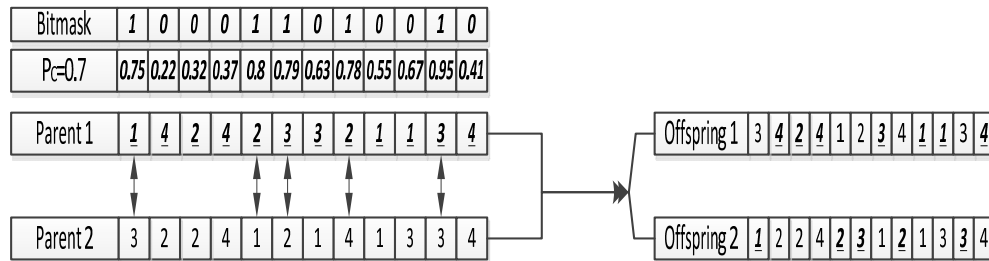 Bitmask 1 0 0 0 1 1 0 1 0 0 1 0
Pc=0.7 0.75 0.22 0.32 0.37 0.8 0.79 0.63 0.78 0.55 0.67 0.95 0.41
Parent 1 1 4 2 4 2 3 3 2 1 1 3 4
Offspring 1 3 4 2 4 1 2 3 4 1 1 3 4
Parent 2 3 2 2 4 1 2 1 4 1 3 3 4
Offspring 2 1 2 2 4 2 3 1 2 1 3 3 4